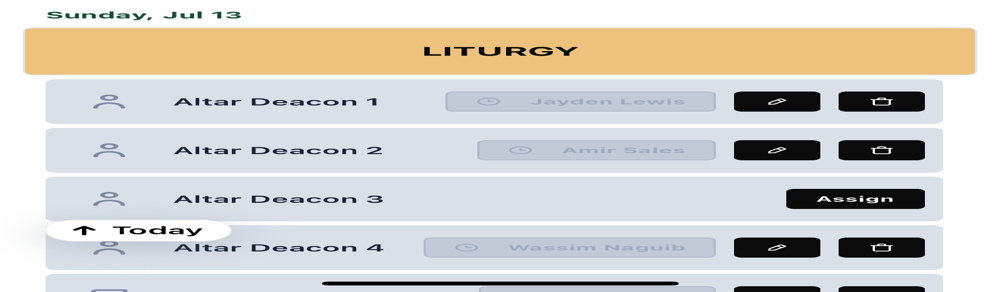 Sunday, Jul 13
LITURGY
Altar Deacon 1 Jayden Lewis
Altar Deacon 2 Amir Sales
Altar Deacon 3 Assign
↑ Today
Altar Deacon 4 Wassim Naguib